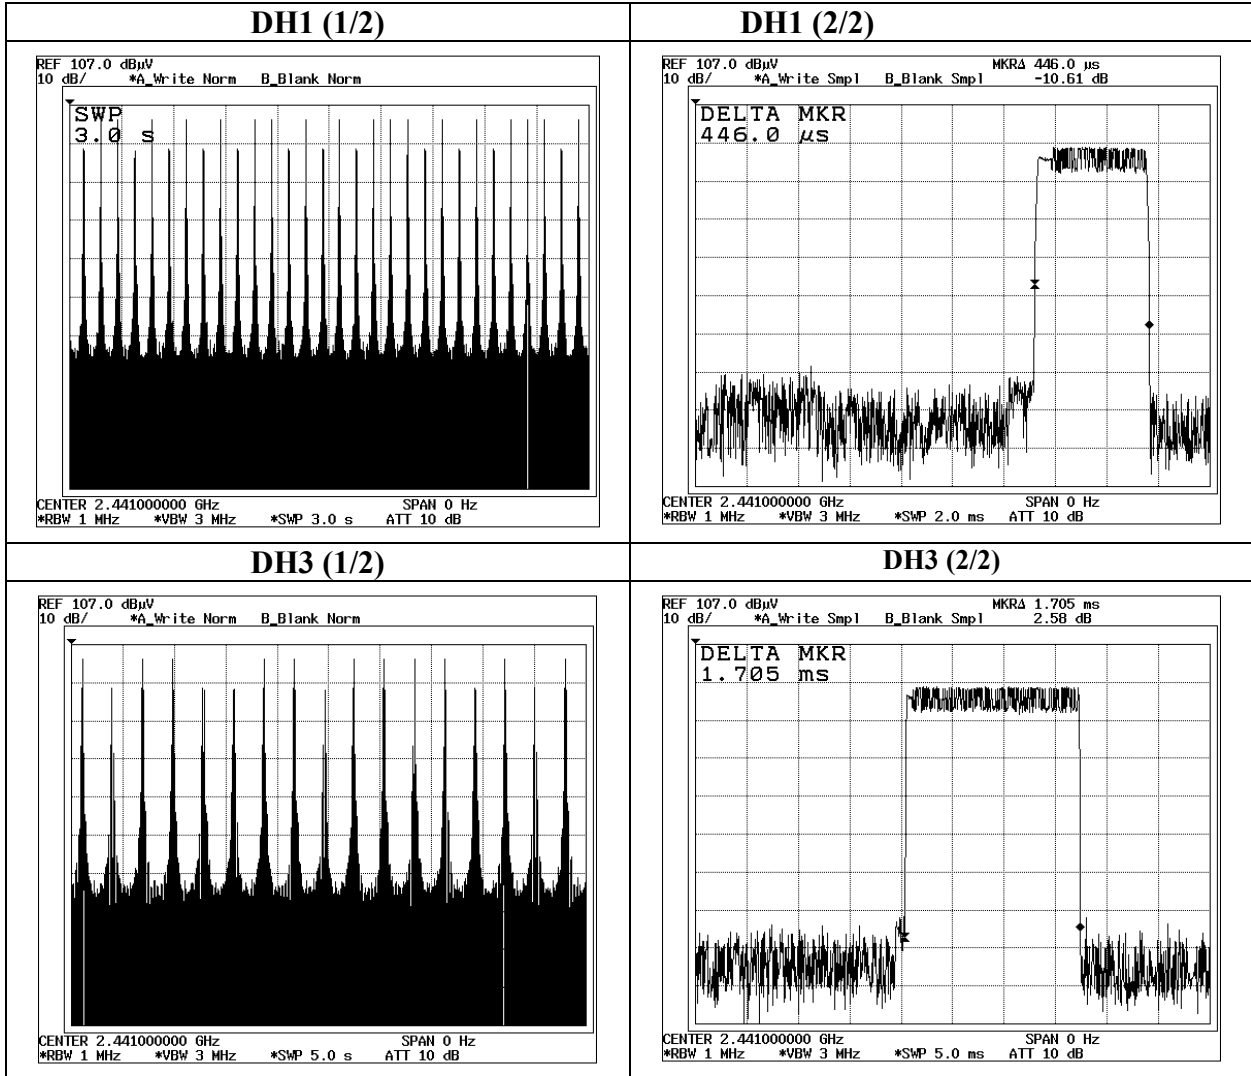 DH1 (1/2)
DH1 (2/2)
REF 107.0 dBµV
10 dB/ *A_Write Norm B_Blank Norm
SWP
3.0 s
CENTER 2.441000000 GHz SPAN 0 Hz
*RBW 1 MHz *VBW 3 MHz *SWP 3.0 s ATT 10 dB
REF 107.0 dBµV MKRΔ 446.0 µs
10 dB/ *A_Write Smpl B_Blank Smpl -10.61 dB
DELTA MKR
446.0 µs
CENTER 2.441000000 GHz SPAN 0 Hz
*RBW 1 MHz *VBW 3 MHz *SWP 2.0 ms ATT 10 dB
DH3 (1/2)
DH3 (2/2)
REF 107.0 dBµV
10 dB/ *A_Write Norm B_Blank Norm
CENTER 2.441000000 GHz SPAN 0 Hz
*RBW 1 MHz *VBW 3 MHz *SWP 5.0 s ATT 10 dB
REF 107.0 dBµV MKRΔ 1.705 ms
10 dB/ *A_Write Smpl B_Blank Smpl 2.58 dB
DELTA MKR
1.705 ms
CENTER 2.441000000 GHz SPAN 0 Hz
*RBW 1 MHz *VBW 3 MHz *SWP 5.0 ms ATT 10 dB